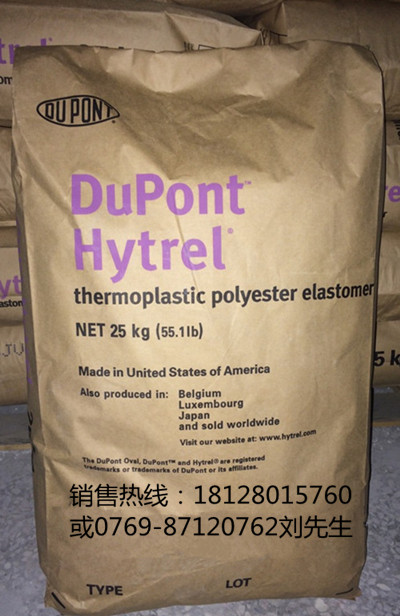 DU PONT
DuPont™
Hytrel®
thermoplastic polyester elastomer
NET 25 kg (55.1lb)
Made in United States of America
Also produced in: Belgium
Luxembourg
Japan
and sold worldwide
Visit our website at: www.hytrel.com
The DuPont Oval, DuPont™ and Hytrel® are registered
trademarks or trademarks of DuPont or its affiliates.
销售热线：18128015760
或0769-87120762刘先生
TYPE LOT